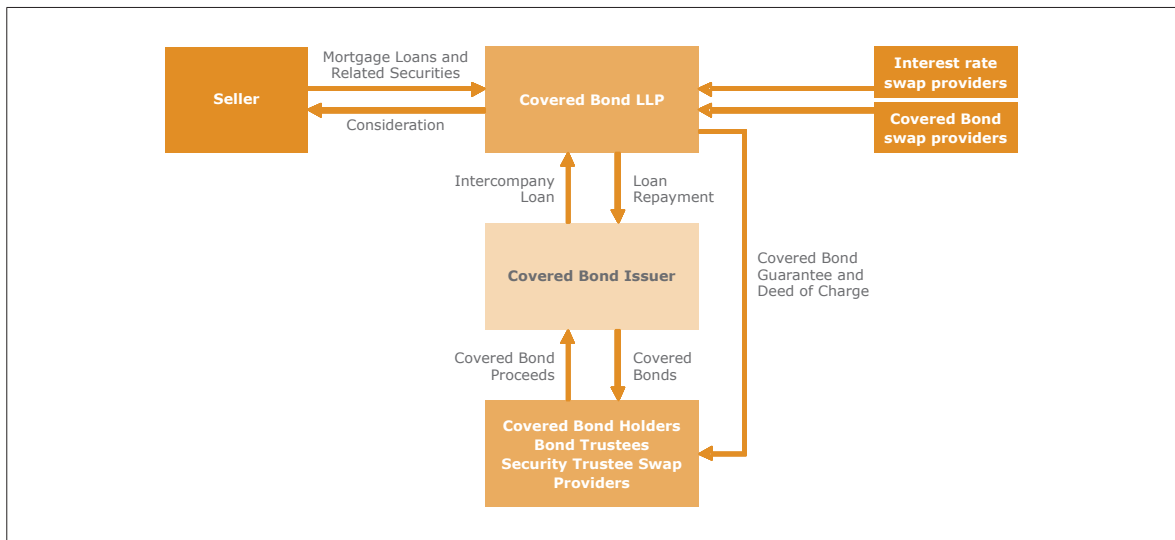 Mortgage Loans and
Related Securities
Seller
Consideration
Covered Bond LLP
Interest rate
swap providers
Covered Bond
swap providers
Intercompany
Loan
Loan
Repayment
Covered Bond Issuer
Covered Bond
Guarantee and
Deed of Charge
Covered Bond
Proceeds
Covered
Bonds
Covered Bond Holders
Bond Trustees
Security Trustee Swap
Providers